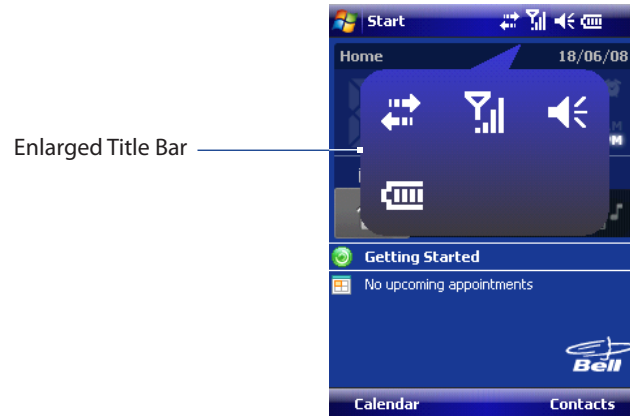 Start
Home 18/06/08
Enlarged Title Bar
Getting Started
No upcoming appointments
Bell
Calendar Contacts